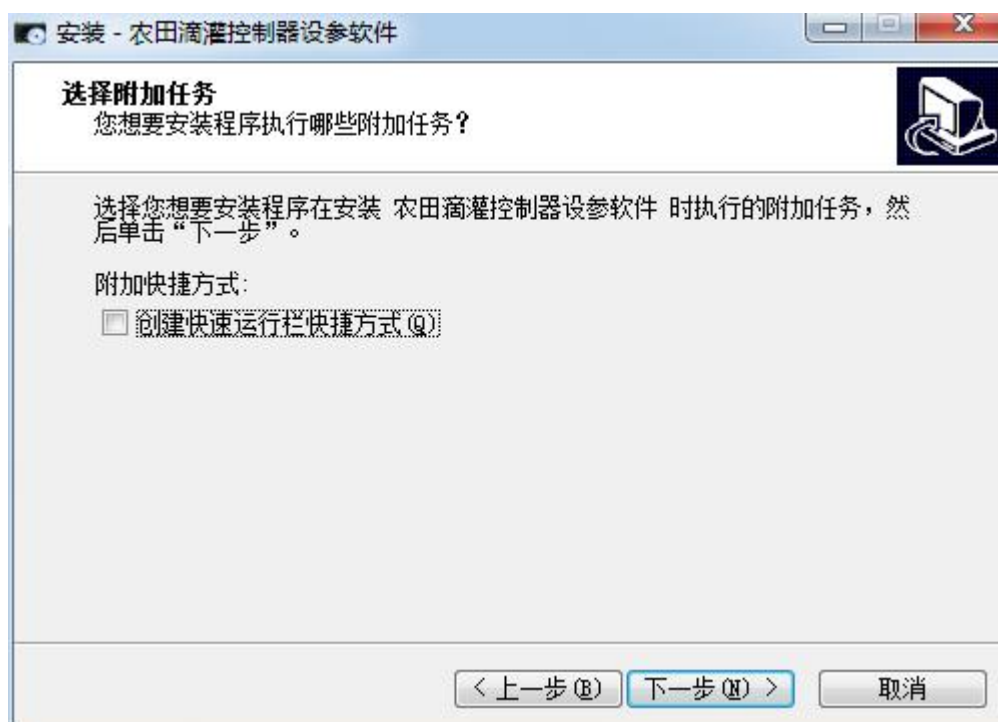 安装 - 农田滴灌控制器设参软件
选择附加任务
您想要安装程序执行哪些附加任务?
选择您想要安装程序在安装 农田滴灌控制器设参软件 时执行的附加任务，然
后单击“下一步”。
附加快捷方式:
创建快速运行栏快捷方式(Q)
< 上一步(B)
下一步(N) >
取消